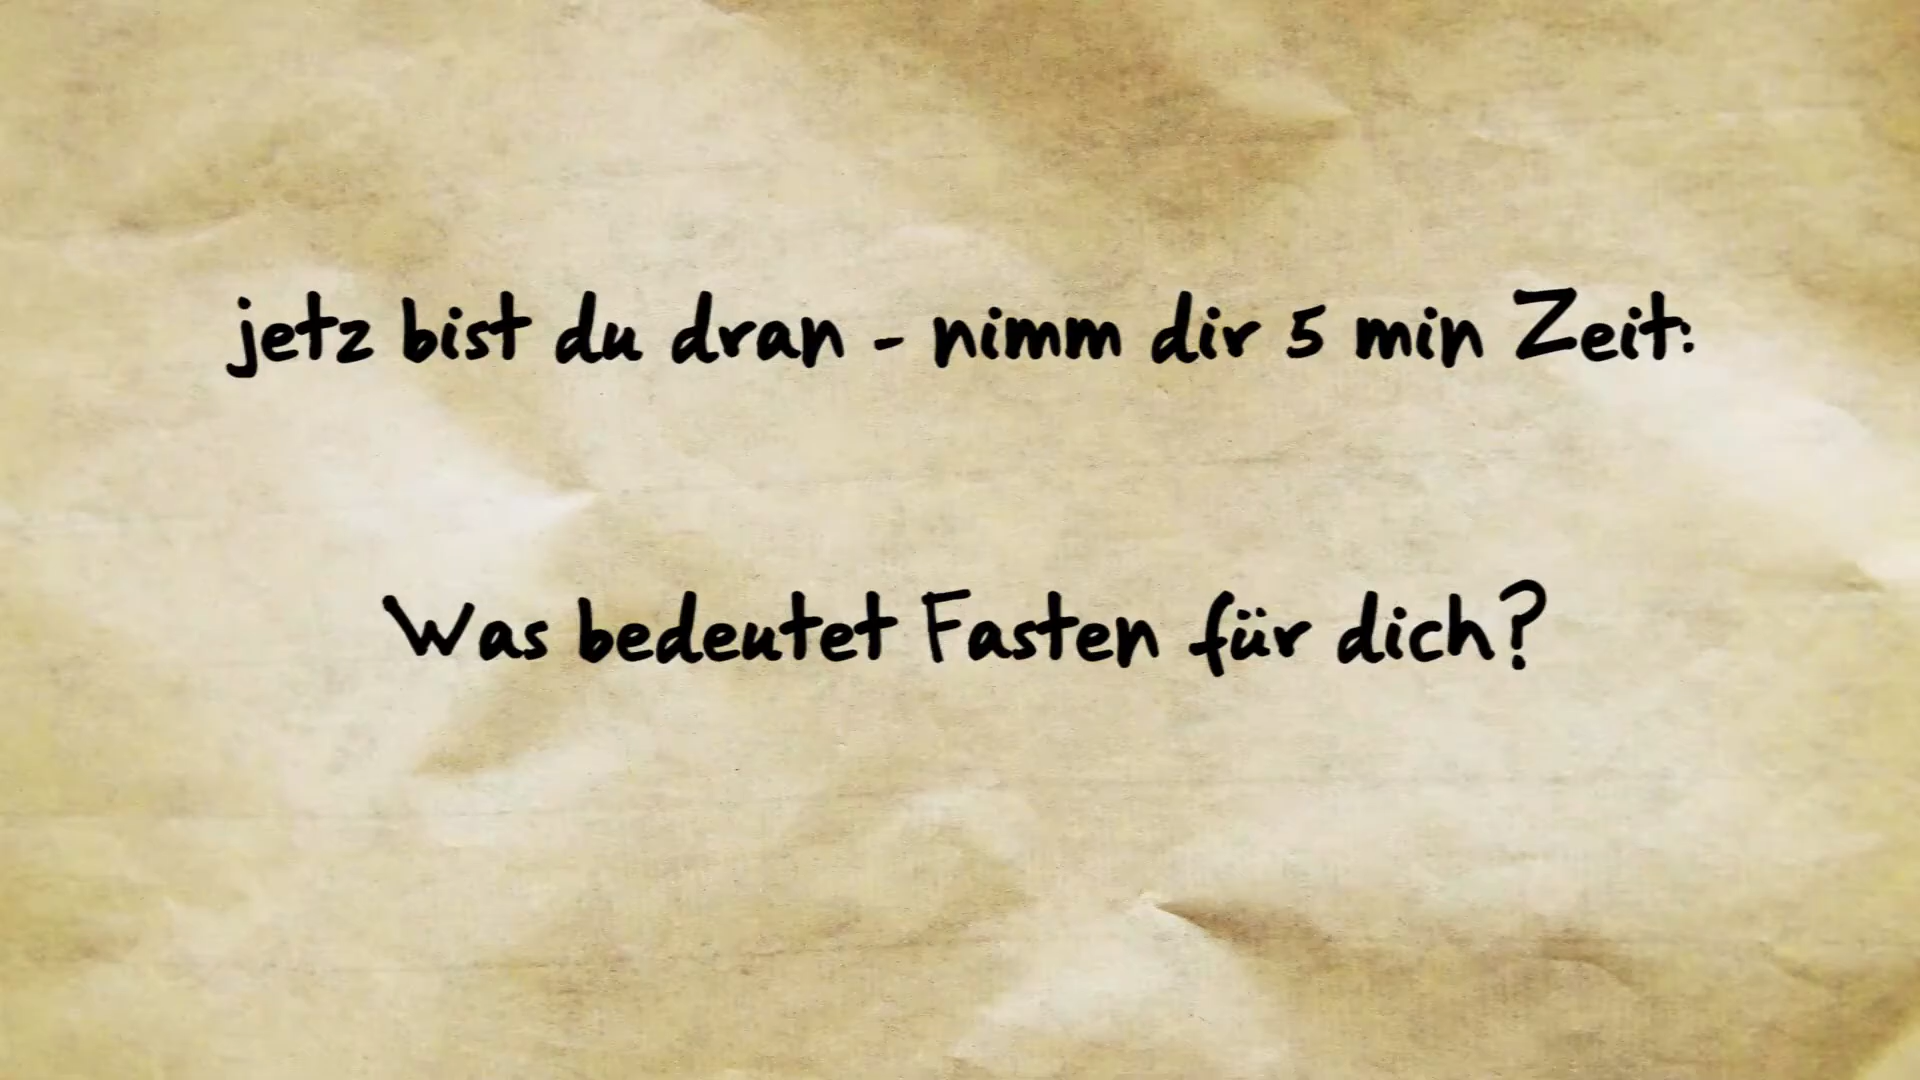 jetz bist du dran - nimm dir 5 min Zeit:
Was bedeutet Fasten für dich?